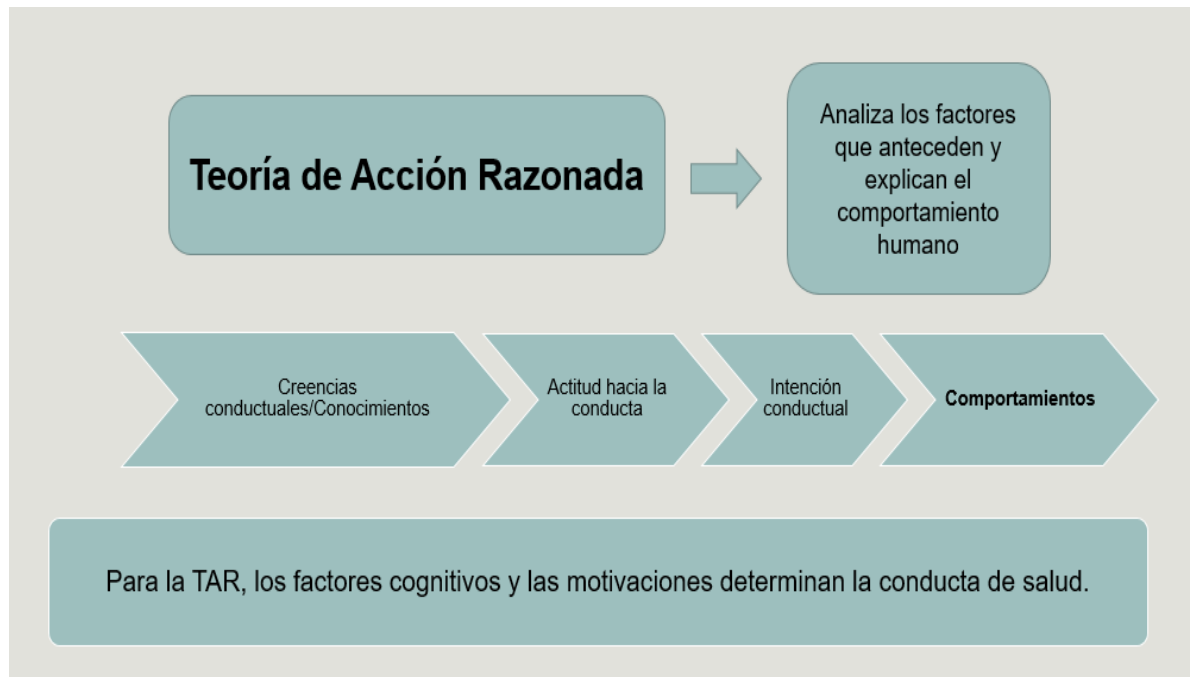 Teoría de Acción Razonada
Analiza los factores
que anteceden y
explican el
comportamiento
humano
Creencias
conductuales/Conocimientos
Actitud hacia la
conducta
Intención
conductual
Comportamientos
Para la TAR, los factores cognitivos y las motivaciones determinan la conducta de salud.